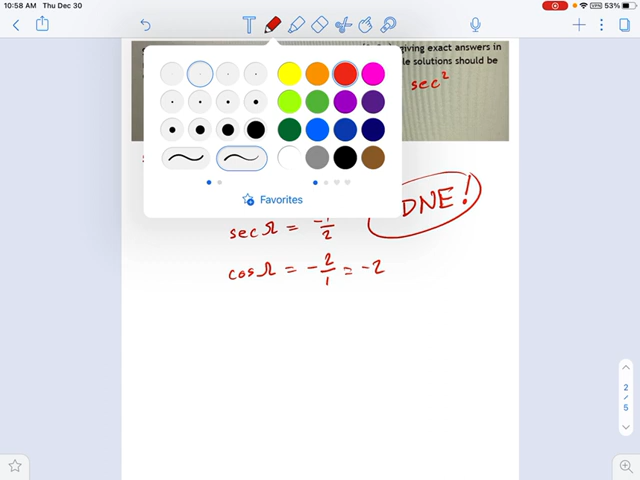 10:58 AM Thu Dec 30
53%
T
giving exact answers in
le solutions should be
sec²
Favorites
DNE!
sec Ω = -1/2
cos Ω = -2/1 = -2
2
/
5